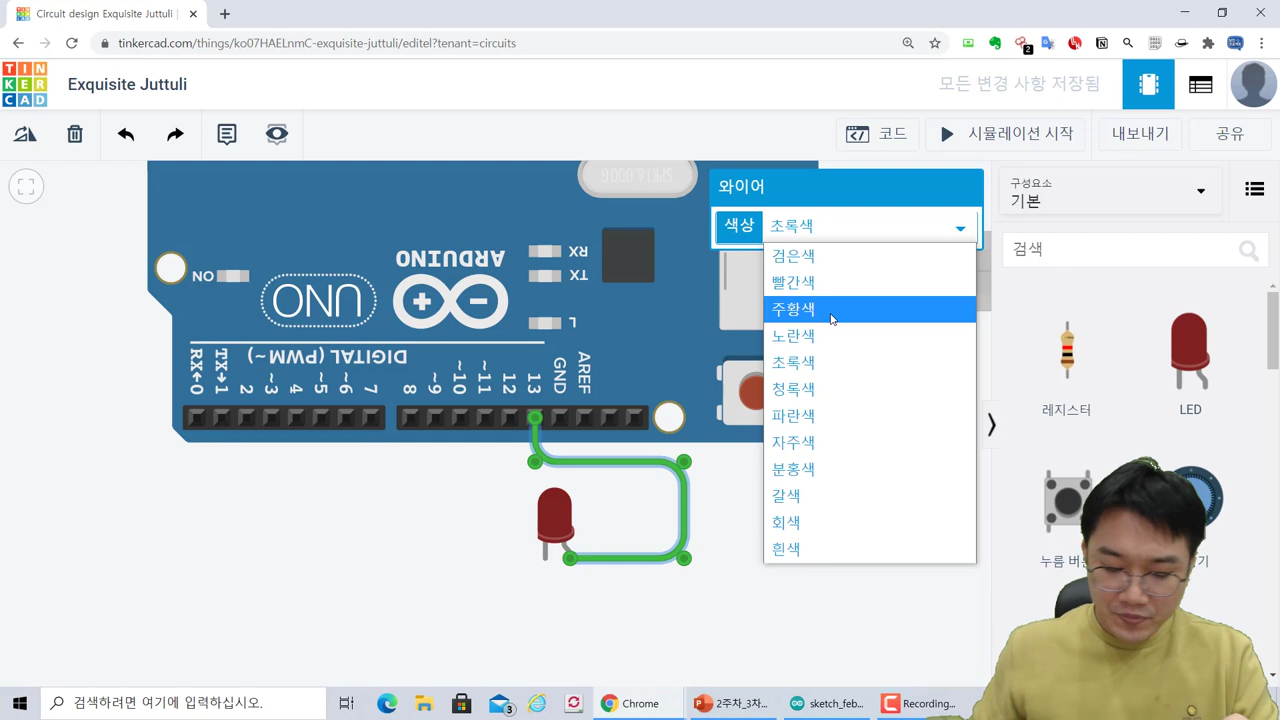 Circuit design Exquisite Juttuli
tinkercad.com/things/ko07HAELnmC-exquisite-juttuli/editel?tenant=circuits
2
TINKERCAD
Exquisite Juttuli
모든 변경 사항 저장됨
코드
시뮬레이션 시작
내보내기
공유
와이어
색상
초록색
검은색
빨간색
주황색
노란색
초록색
청록색
파란색
자주색
분홍색
갈색
회색
흰색
구성요소
기본
검색
레지스터
LED
누름 버
기
SPK16.000G
ARDUINO
UNO
ON
RX
TX
L
DIGITAL (PWM ~)
RX←0
TX→1
2
~3
4
~5
~6
7
8
~9
~10
~11
12
13
GND
AREF
검색하려면 여기에 입력하십시오.
3
Chrome
2주차_3차...
sketch_feb...
Recording...